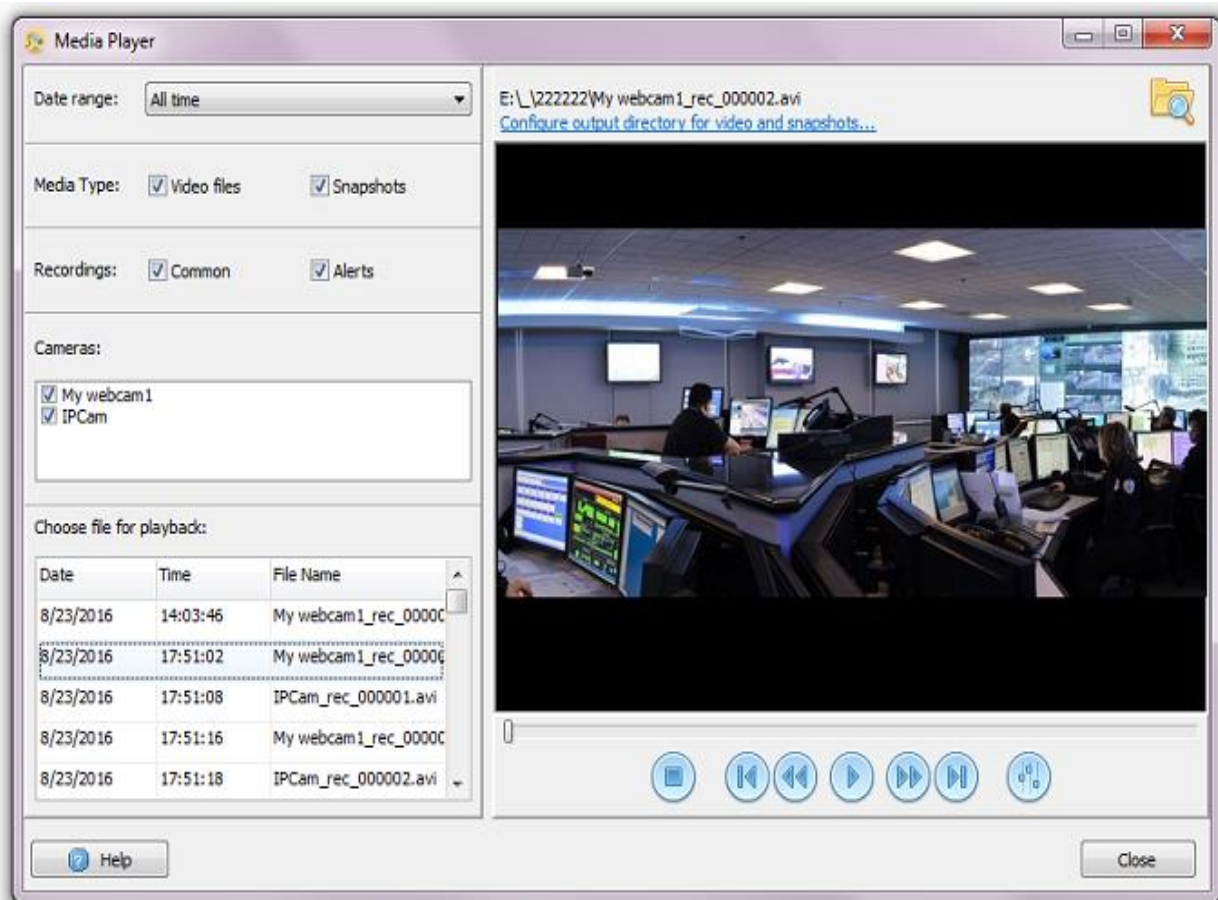 Media Player
Date range:
All time
Media Type:
Video files
Snapshots
Recordings:
Common
Alerts
Cameras:
My webcam1
IPCam
Choose file for playback:
Date Time File Name
8/23/2016 14:03:46 My webcam1_rec_0000
8/23/2016 17:51:02 My webcam1_rec_0000
8/23/2016 17:51:08 IPCam_rec_000001.avi
8/23/2016 17:51:16 My webcam1_rec_0000
8/23/2016 17:51:18 IPCam_rec_000002.avi
Help
E:\_\222222\My webcam1_rec_000002.avi
Configure output directory for video and snapshots...
Close